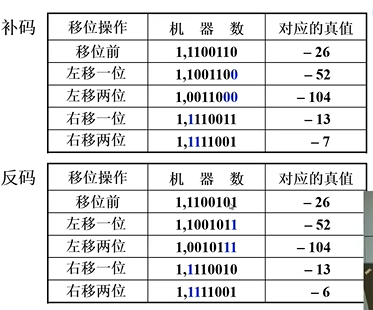 补码
移位操作 机 器 数 对应的真值
移位前 1,1100110 －26
左移一位 1,1001100 －52
左移两位 1,0011000 －104
右移一位 1,1110011 －13
右移两位 1,1111001 －7
反码
移位操作 机 器 数 对应的真值
移位前 1,1100101 －26
左移一位 1,1001011 －52
左移两位 1,0010111 －104
右移一位 1,1110010 －13
右移两位 1,1111001 －6